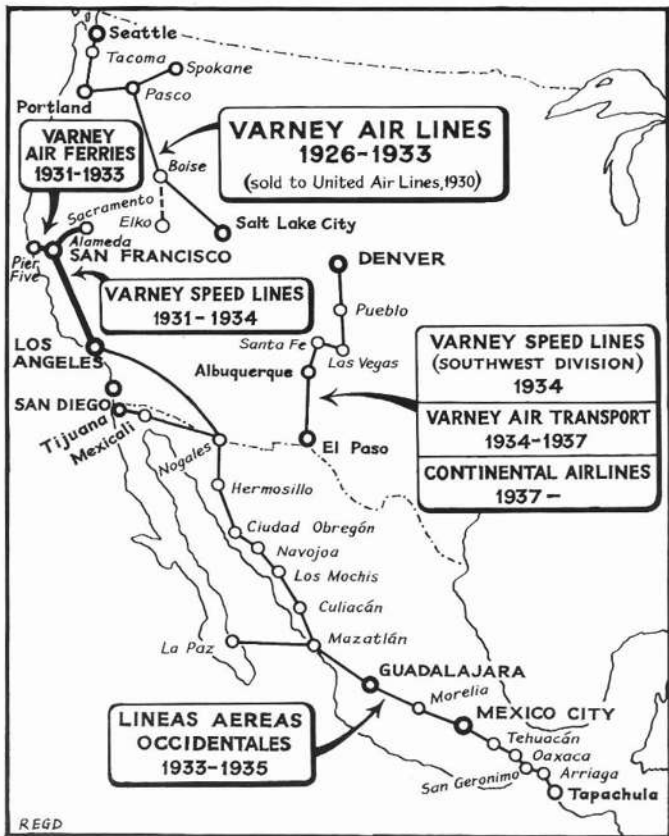 Seattle
Tacoma
Spokane
Portland
Pasco
VARNEY
AIR FERRIES
1931-1933
VARNEY AIR LINES
1926-1933
(sold to United Air Lines, 1930)
Boise
Sacramento
Elko
Salt Lake City
Alameda
Pier
Five
SAN FRANCISCO
DENVER
VARNEY SPEED LINES
1931-1934
Pueblo
Santa Fe
Las Vegas
LOS
ANGELES
Albuquerque
VARNEY SPEED LINES
(SOUTHWEST DIVISION)
1934
VARNEY AIR TRANSPORT
1934-1937
CONTINENTAL AIRLINES
1937-
SAN DIEGO
Tijuana
Mexicali
Nogales
El Paso
Hermosillo
Ciudad Obregón
Navojoa
Los Mochis
Culiacán
La Paz
Mazatlán
GUADALAJARA
Morelia
MEXICO CITY
LINEAS AEREAS
OCCIDENTALES
1933-1935
Tehuacán
Oaxaca
San Geronimo
Arriaga
Tapachula
REGD